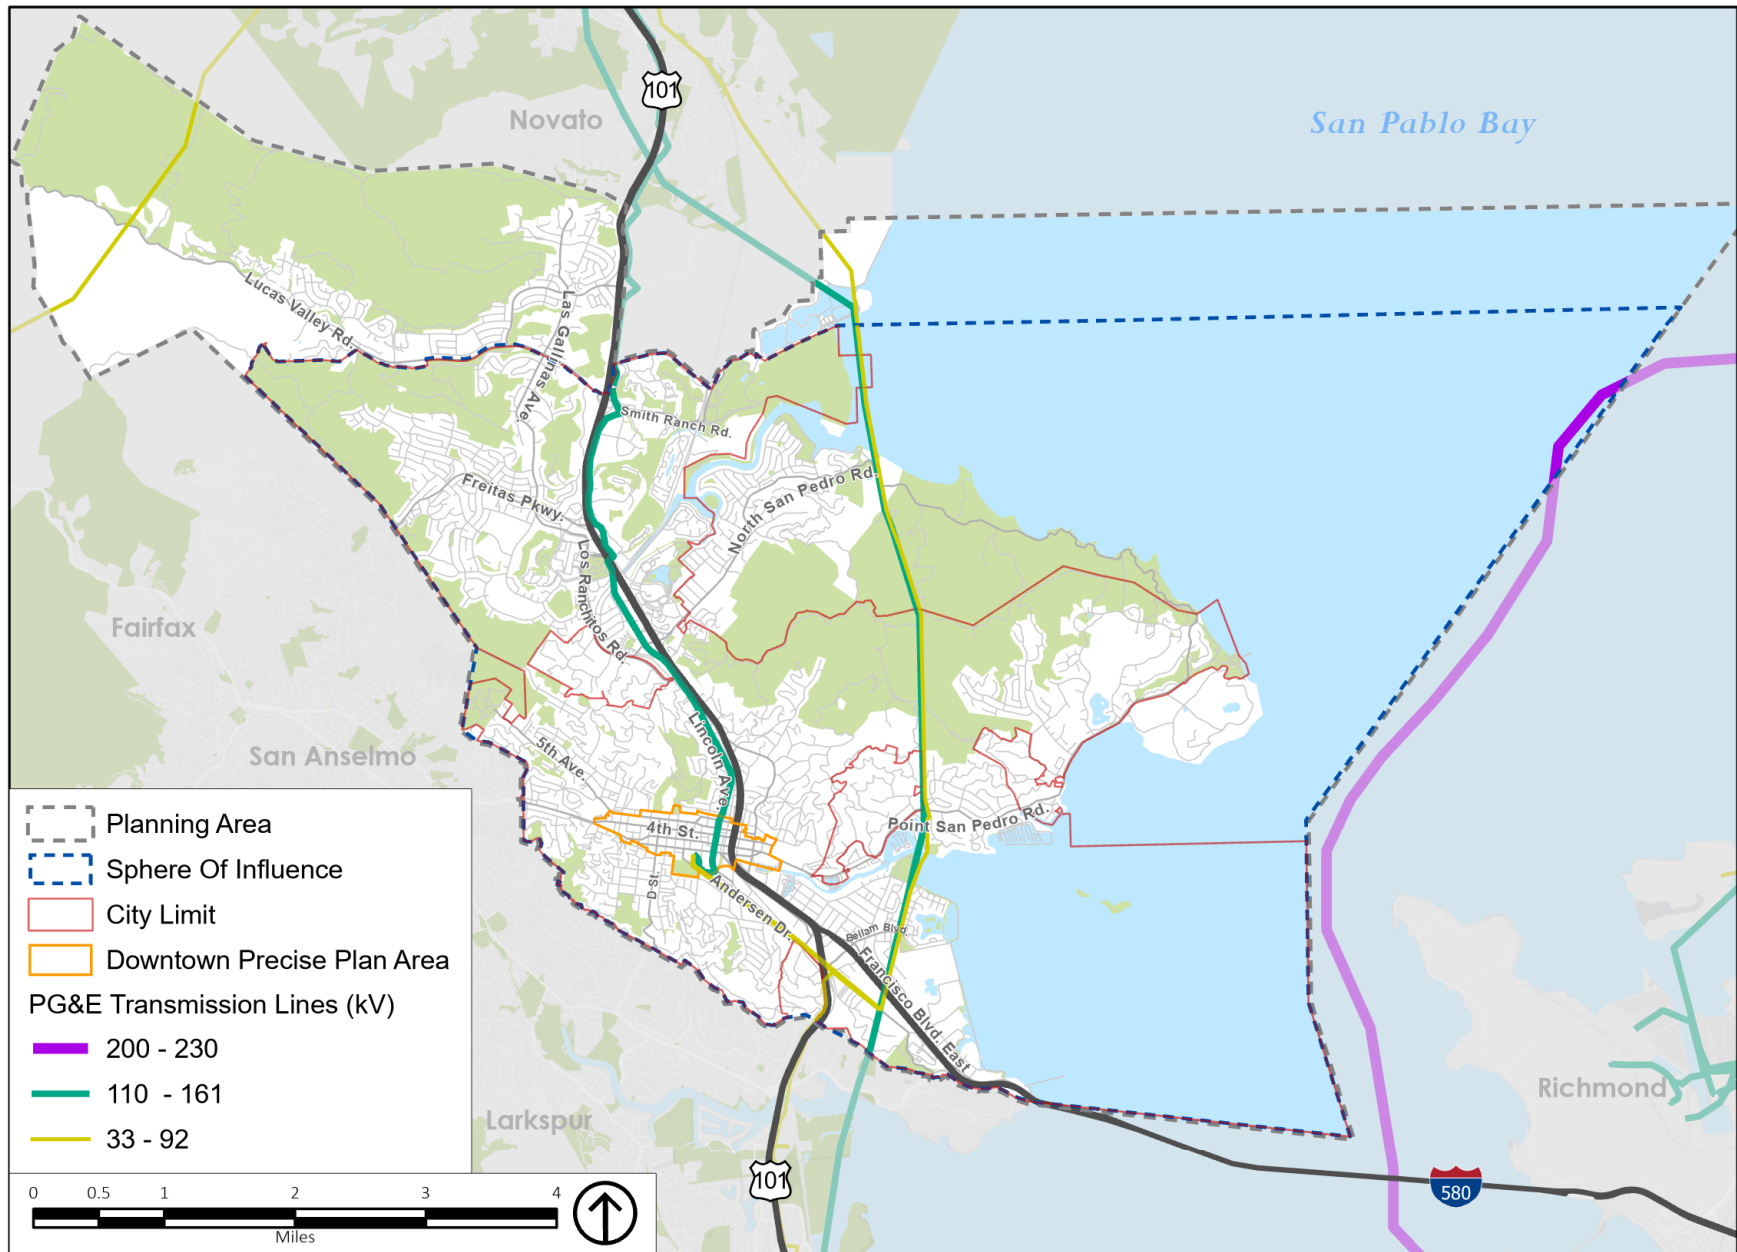 101
Novato
San Pablo Bay
Lucas Valley Rd.
Las Gallinas Ave.
Smith Ranch Rd.
Freitas Pkwy.
North San Pedro Rd.
Los Ranchitos Rd.
Fairfax
San Anselmo
Lincoln Ave.
5th Ave.
4th St.
Point San Pedro Rd.
D St.
Andersen Dr.
Bellam Blvd.
Francisco Blvd, East
Larkspur
Richmond
101
580
Planning Area
Sphere Of Influence
City Limit
Downtown Precise Plan Area
PG&E Transmission Lines (kV)
200 - 230
110 - 161
33 - 92
0 0.5 1 2 3 4
Miles